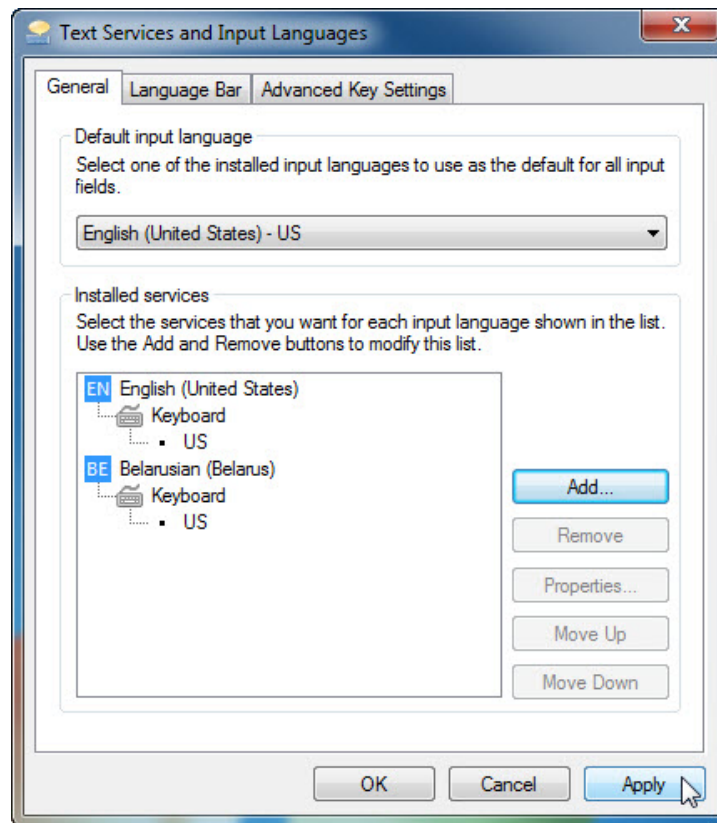 Text Services and Input Languages
General
Language Bar
Advanced Key Settings
Default input language
Select one of the installed input languages to use as the default for all input
fields.
English (United States) - US
Installed services
Select the services that you want for each input language shown in the list.
Use the Add and Remove buttons to modify this list.
EN English (United States)
Keyboard
US
BE Belarusian (Belarus)
Keyboard
US
Add...
Remove
Properties...
Move Up
Move Down
OK
Cancel
Apply